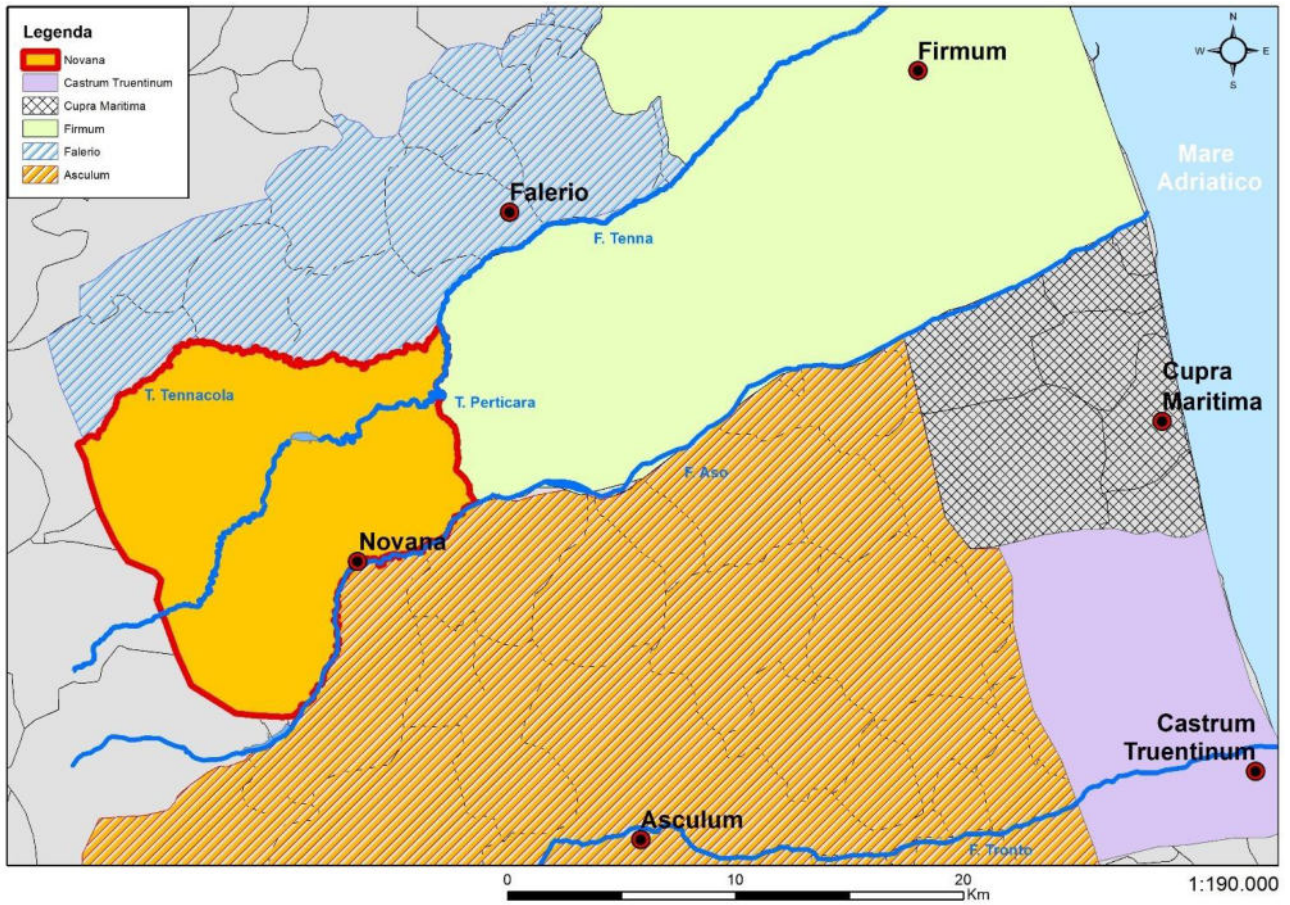 Legenda
Novana
Castrum Truentinum
Cupra Maritima
Firmum
Falerio
Asculum
N
W E
S
Firmum
Mare
Adriatico
Falerio
F. Tenna
Cupra
Maritima
T. Tennacola
T. Perticara
F. Aso
Novana
Castrum
Truentinum
Asculum
F. Tronto
0 10 20
Km
1:190.000